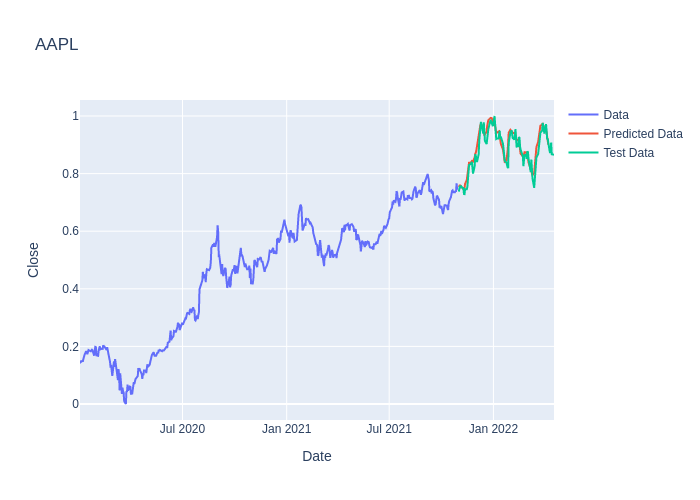 AAPL
Close
1
0.8
0.6
0.4
0.2
0
Jul 2020
Jan 2021
Jul 2021
Jan 2022
Date
Data
Predicted Data
Test Data